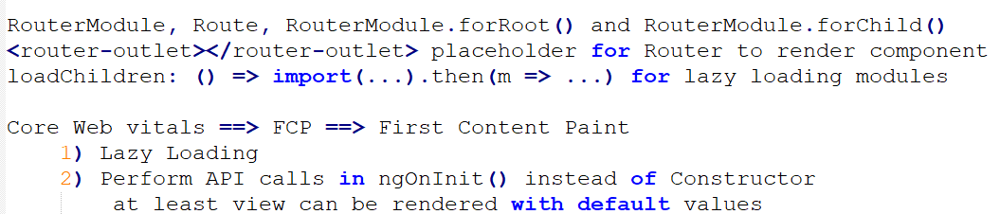 RouterModule, Route, RouterModule.forRoot() and RouterModule.forChild()
<router-outlet></router-outlet> placeholder for Router to render component
loadChildren: () => import(...).then(m => ...) for lazy loading modules
Core Web vitals ==> FCP ==> First Content Paint
1) Lazy Loading
2) Perform API calls in ngOnInit() instead of Constructor
at least view can be rendered with default values